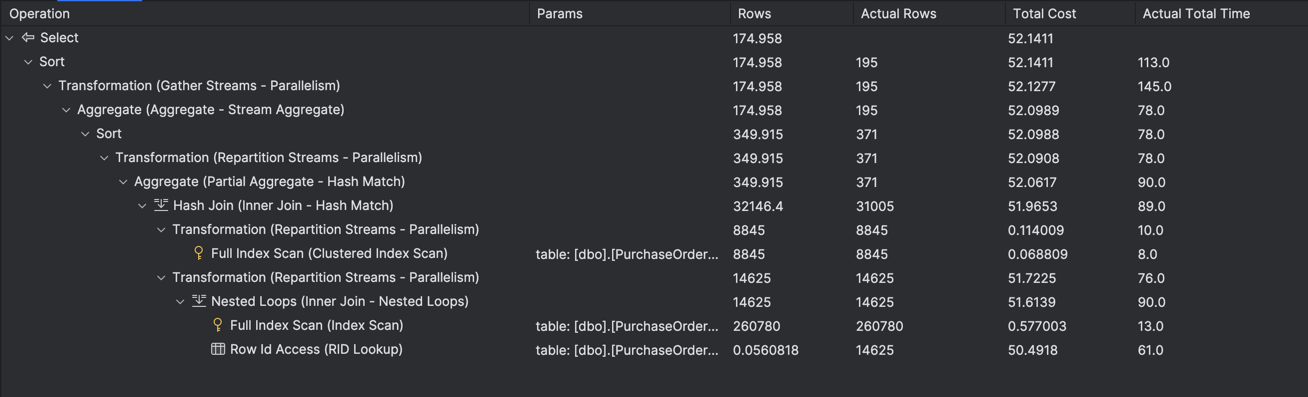 Operation Params Rows Actual Rows Total Cost Actual Total Time
Select 174.958 52.1411
Sort 174.958 195 52.1411 113.0
Transformation (Gather Streams - Parallelism) 174.958 195 52.1277 145.0
Aggregate (Aggregate - Stream Aggregate) 174.958 195 52.0989 78.0
Sort 349.915 371 52.0988 78.0
Transformation (Repartition Streams - Parallelism) 349.915 371 52.0908 78.0
Aggregate (Partial Aggregate - Hash Match) 349.915 371 52.0617 90.0
Hash Join (Inner Join - Hash Match) 32146.4 31005 51.9653 89.0
Transformation (Repartition Streams - Parallelism) 8845 8845 0.114009 10.0
Full Index Scan (Clustered Index Scan) table: [dbo].[PurchaseOrder... 8845 8845 0.068809 8.0
Transformation (Repartition Streams - Parallelism) 14625 14625 51.7225 76.0
Nested Loops (Inner Join - Nested Loops) 14625 14625 51.6139 90.0
Full Index Scan (Index Scan) table: [dbo].[PurchaseOrder... 260780 260780 0.577003 13.0
Row Id Access (RID Lookup) table: [dbo].[PurchaseOrder... 0.0560818 14625 50.4918 61.0